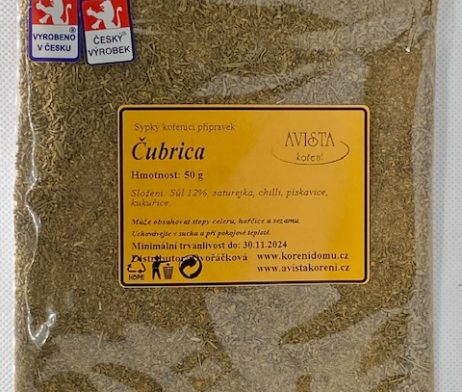 VYROBENO
V ČESKU
ČESKÝ
VÝROBEK
Sypký kořenící přípravek
Čubrica
AVISTA
koření
Hmotnost: 50 g
Složení: Sůl 12%, saturejka, chilli, pískavice,
kukuřice.
Může obsahovat stopy celeru, hořčice a sezamu.
Uchovávejte v suchu a při pokojové teplotě.
Minimální trvanlivost do: 30.11.2024
Distributor: Dvořáčková www.korenidomu.cz
www.avistakoreni.cz
HDPE